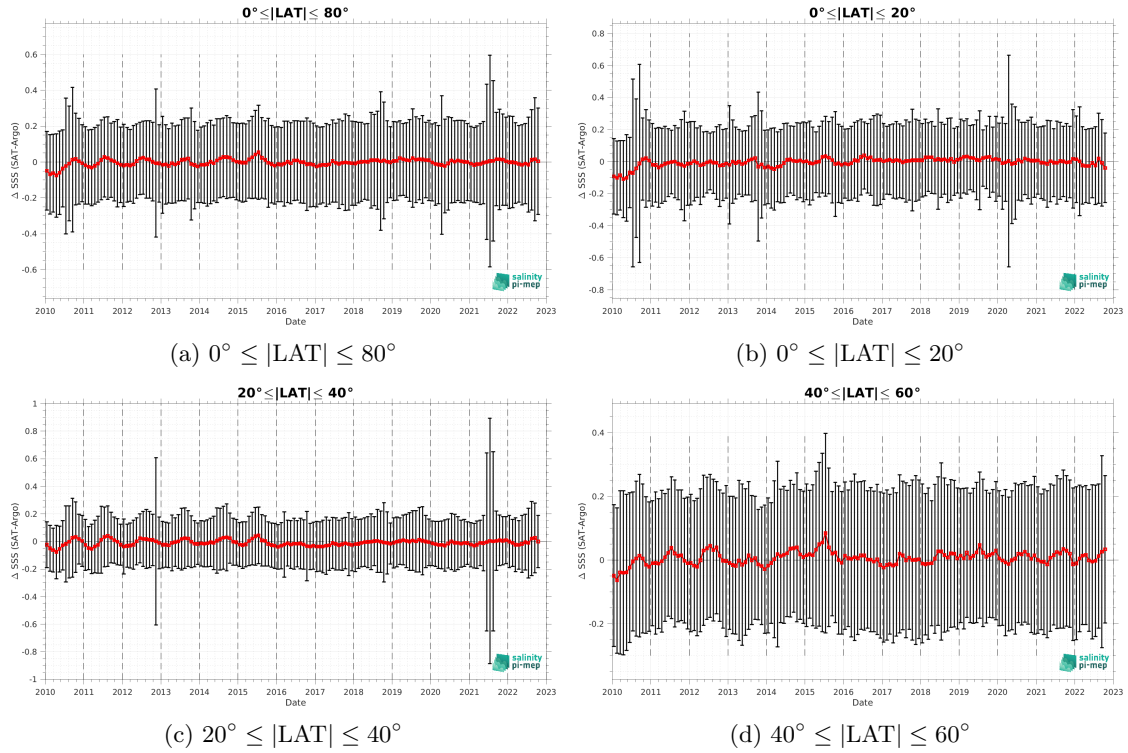 0°≤|LAT|≤ 80°
Δ SSS (SAT-Argo)
0.6
0.4
0.2
0
-0.2
-0.4
-0.6
2010 2011 2012 2013 2014 2015 2016 2017 2018 2019 2020 2021 2022 2023
Date
salinity
pi-mep
(a) 0° ≤ |LAT| ≤ 80°
0°≤|LAT|≤ 20°
Δ SSS (SAT-Argo)
0.8
0.6
0.4
0.2
0
-0.2
-0.4
-0.6
-0.8
2010 2011 2012 2013 2014 2015 2016 2017 2018 2019 2020 2021 2022 2023
Date
salinity
pi-mep
(b) 0° ≤ |LAT| ≤ 20°
20°≤|LAT|≤ 40°
Δ SSS (SAT-Argo)
1
0.8
0.6
0.4
0.2
0
-0.2
-0.4
-0.6
-0.8
-1
2010 2011 2012 2013 2014 2015 2016 2017 2018 2019 2020 2021 2022 2023
Date
salinity
pi-mep
(c) 20° ≤ |LAT| ≤ 40°
40°≤|LAT|≤ 60°
Δ SSS (SAT-Argo)
0.4
0.2
0
0.2
2010 2011 2012 2013 2014 2015 2016 2017 2018 2019 2020 2021 2022 2023
Date
salinity
pi-mep
(d) 40° ≤ |LAT| ≤ 60°